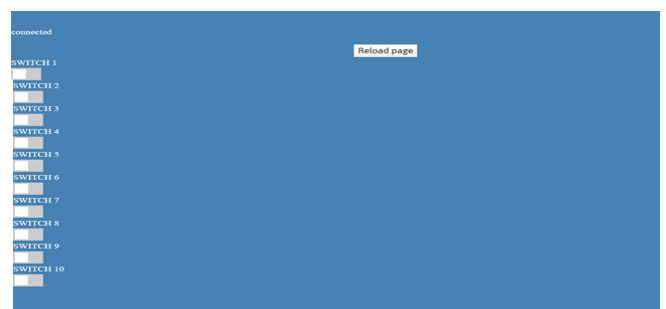 connected
Reload page
SWITCH 1
SWITCH 2
SWITCH 3
SWITCH 4
SWITCH 5
SWITCH 6
SWITCH 7
SWITCH 8
SWITCH 9
SWITCH 10